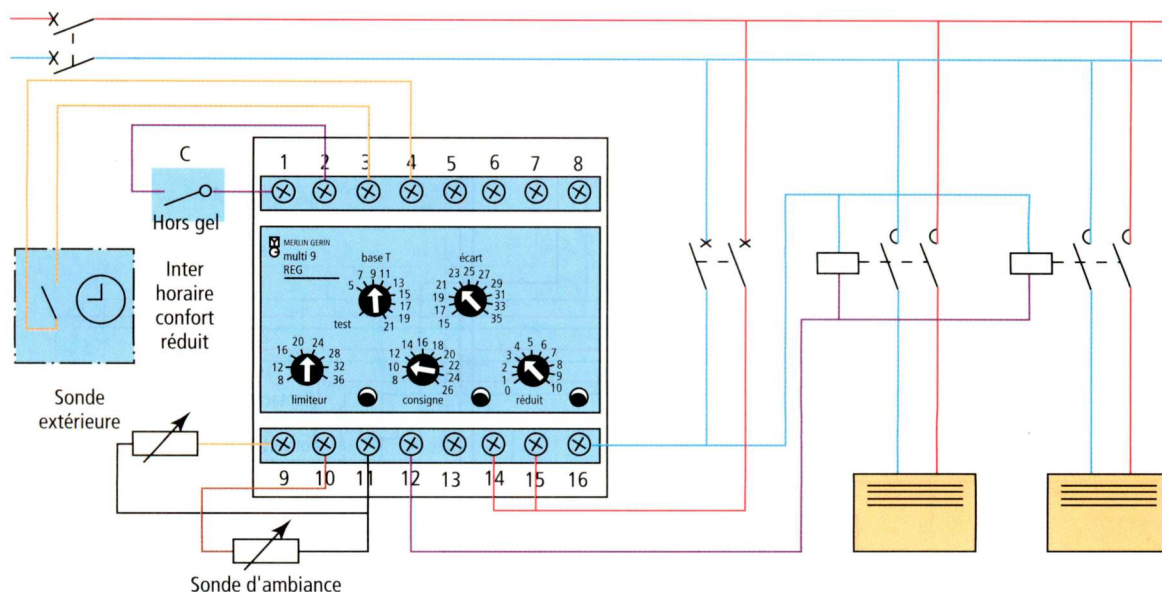 C
Hors gel
1 2 3 4 5 6 7 8
MERLIN GERIN
multi 9
REG
base T
5 7 9 11 13 15 17 19 21
test
écart
15 17 19 21 23 25 27 29 31 33 35
Inter
horaire
confort
réduit
8 12 16 20 24 28 32 36
limiteur
8 10 12 14 16 18 20 22 24 26
consigne
0 1 2 3 4 5 6 7 8 9 10
réduit
Sonde
extérieure
9 10 11 12 13 14 15 16
Sonde d'ambiance